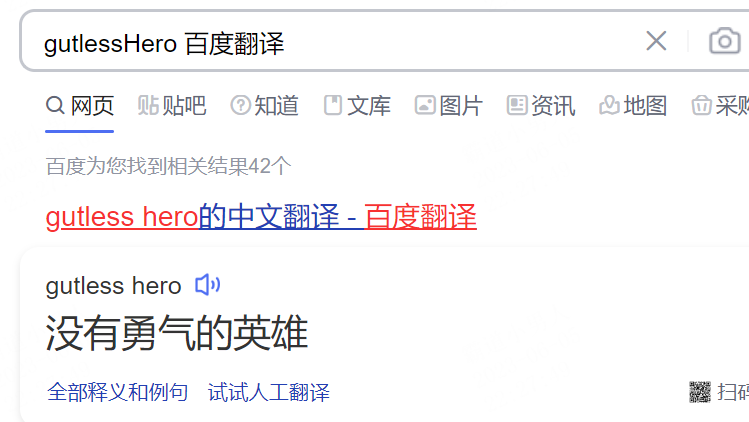 gutlessHero 百度翻译
网页 贴 贴吧 知道 文库 图片 资讯 地图 采购
百度为您找到相关结果42个
gutless hero的中文翻译 - 百度翻译
gutless hero
没有勇气的英雄
全部释义和例句 试试人工翻译 扫码